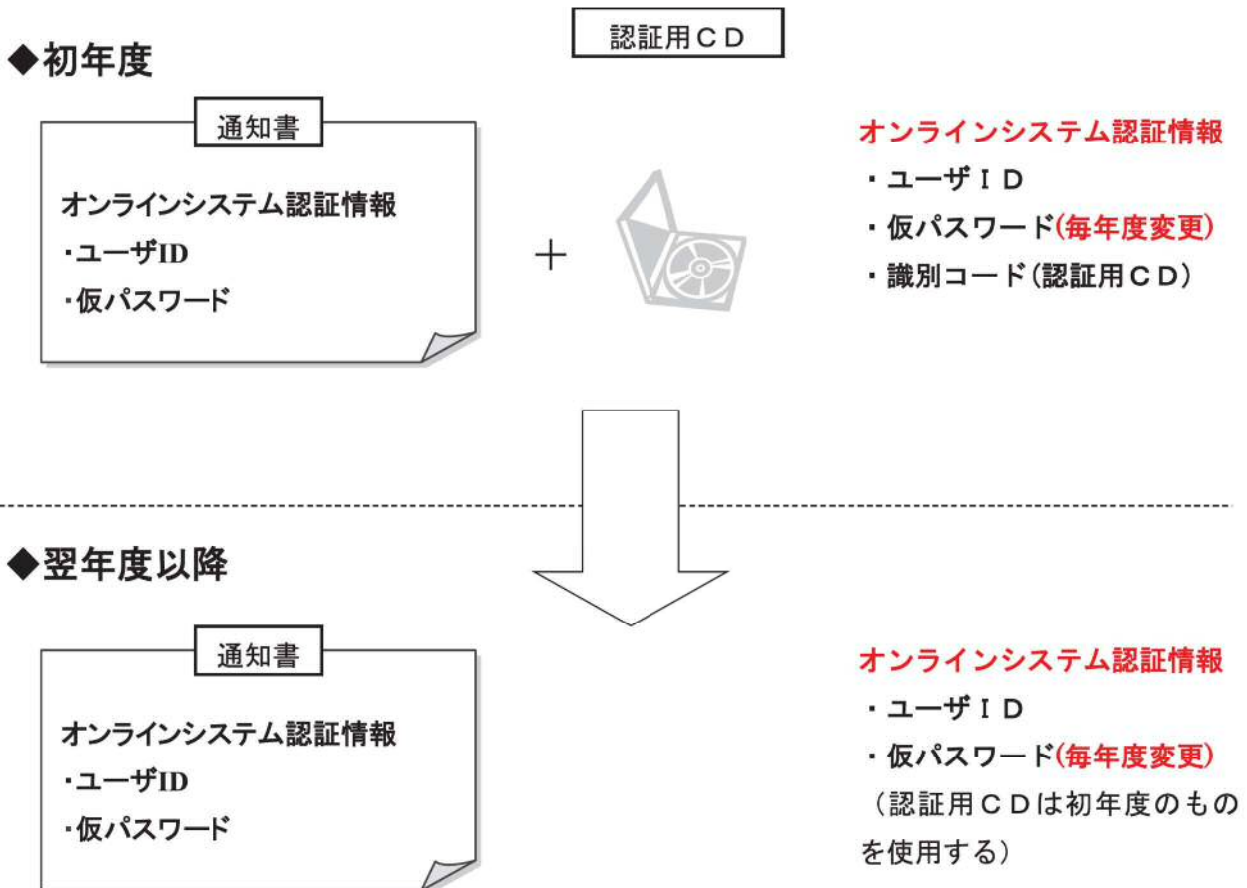 認証用ＣＤ
◆初年度
通知書
オンラインシステム認証情報
・ユーザID
・仮パスワード
＋
オンラインシステム認証情報
・ユーザＩＤ
・仮パスワード(毎年度変更)
・識別コード(認証用ＣＤ)
◆翌年度以降
通知書
オンラインシステム認証情報
・ユーザID
・仮パスワード
オンラインシステム認証情報
・ユーザＩＤ
・仮パスワード(毎年度変更)
（認証用ＣＤは初年度のもの
を使用する）